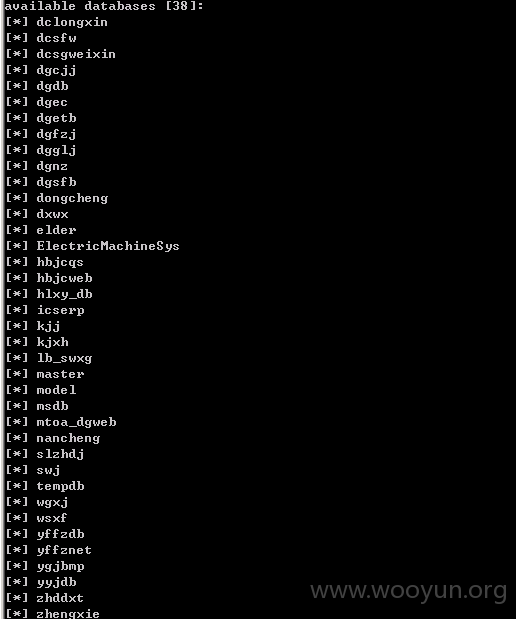 available databases [38]:
[*] dclongxin
[*] dcsfw
[*] dcsgweixin
[*] dgcjj
[*] dgdb
[*] dgec
[*] dgetb
[*] dgfzj
[*] dgglj
[*] dgnz
[*] dgsfb
[*] dongcheng
[*] dxwx
[*] elder
[*] ElectricMachineSys
[*] hbjcqs
[*] hbjcweb
[*] hlxy_db
[*] icserp
[*] kjj
[*] kjxh
[*] lb_swxg
[*] master
[*] model
[*] msdb
[*] mtoa_dgweb
[*] nancheng
[*] slzhdj
[*] swj
[*] tempdb
[*] wgxj
[*] wsxf
[*] yffzdb
[*] yffznet
[*] ygjbmp
[*] yyjdb
[*] zhddxt
[*] zhengxie
www.wooyun.org